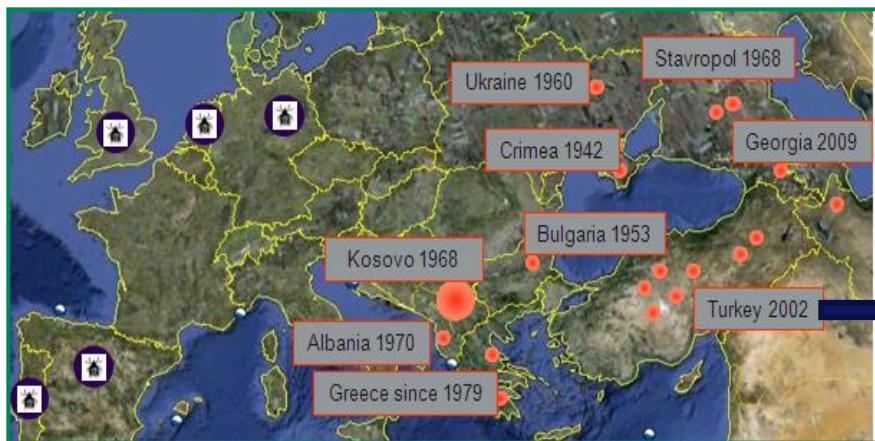 Stavropol 1968
Ukraine 1960
Crimea 1942
Georgia 2009
Bulgaria 1953
Kosovo 1968
Turkey 2002
Albania 1970
Greece since 1979